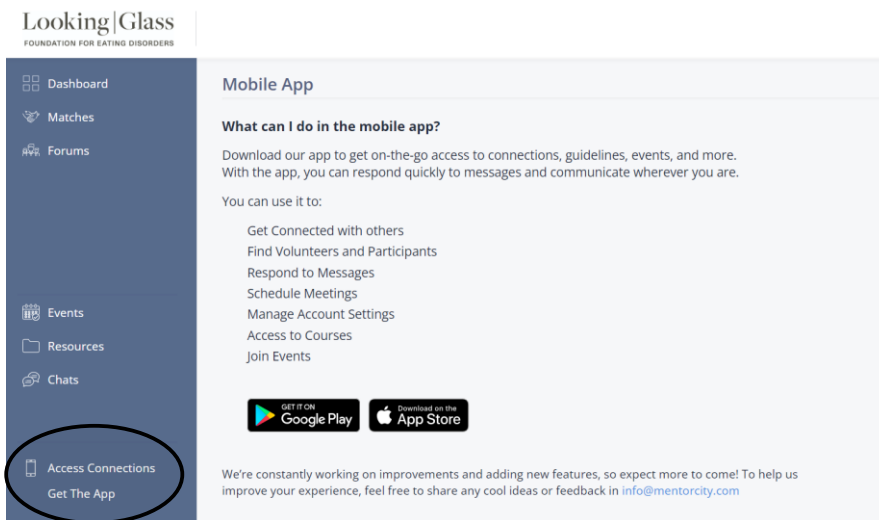 Looking|Glass
FOUNDATION FOR EATING DISORDERS
Dashboard
Matches
Forums
Events
Resources
Chats
Access Connections
Get The App
Mobile App
What can I do in the mobile app?
Download our app to get on-the-go access to connections, guidelines, events, and more.
With the app, you can respond quickly to messages and communicate wherever you are.
You can use it to:
Get Connected with others
Find Volunteers and Participants
Respond to Messages
Schedule Meetings
Manage Account Settings
Access to Courses
Join Events
GET IT ON
Google Play
Download on the
App Store
We're constantly working on improvements and adding new features, so expect more to come! To help us
improve your experience, feel free to share any cool ideas or feedback in info@mentorcity.com